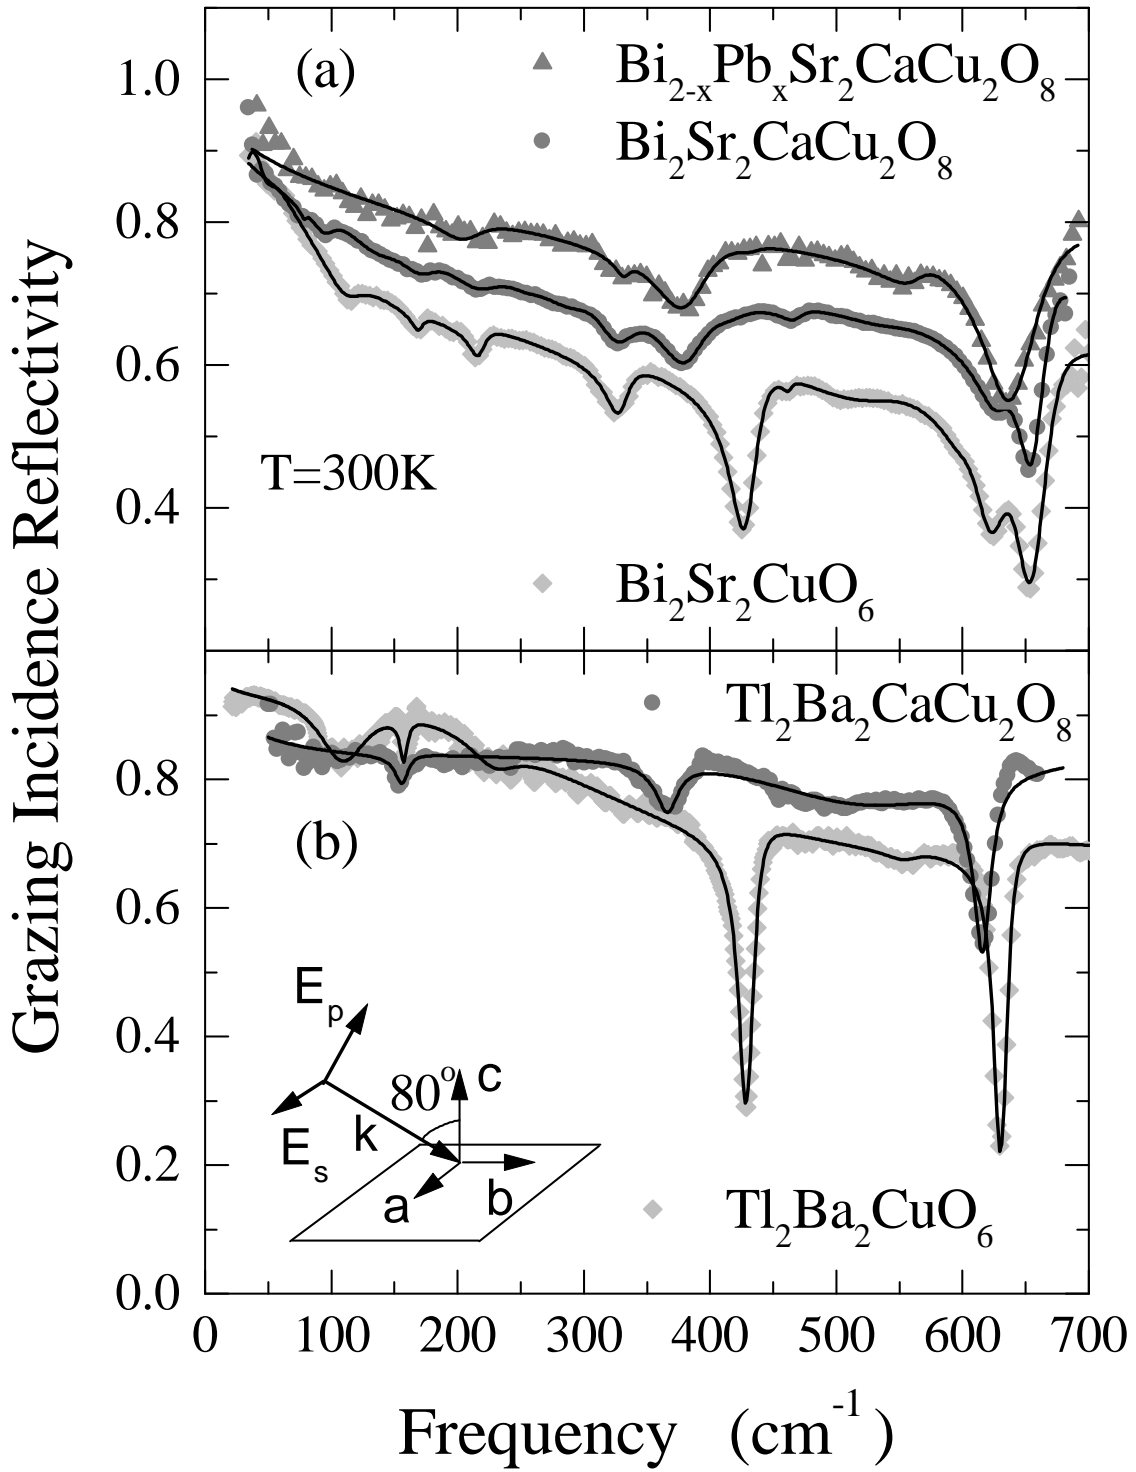 Grazing Incidence Reflectivity
(a)
Bi2-xPbxSr2CaCu2O8
Bi2Sr2CaCu2O8
1.0
0.8
0.6
0.4
T=300K
Bi2Sr2CuO6
Tl2Ba2CaCu2O8
(b)
0.8
0.6
0.4
0.2
0.0
Ep
80o
c
Es
k
a
b
Tl2Ba2CuO6
0 100 200 300 400 500 600 700
Frequency (cm-1)